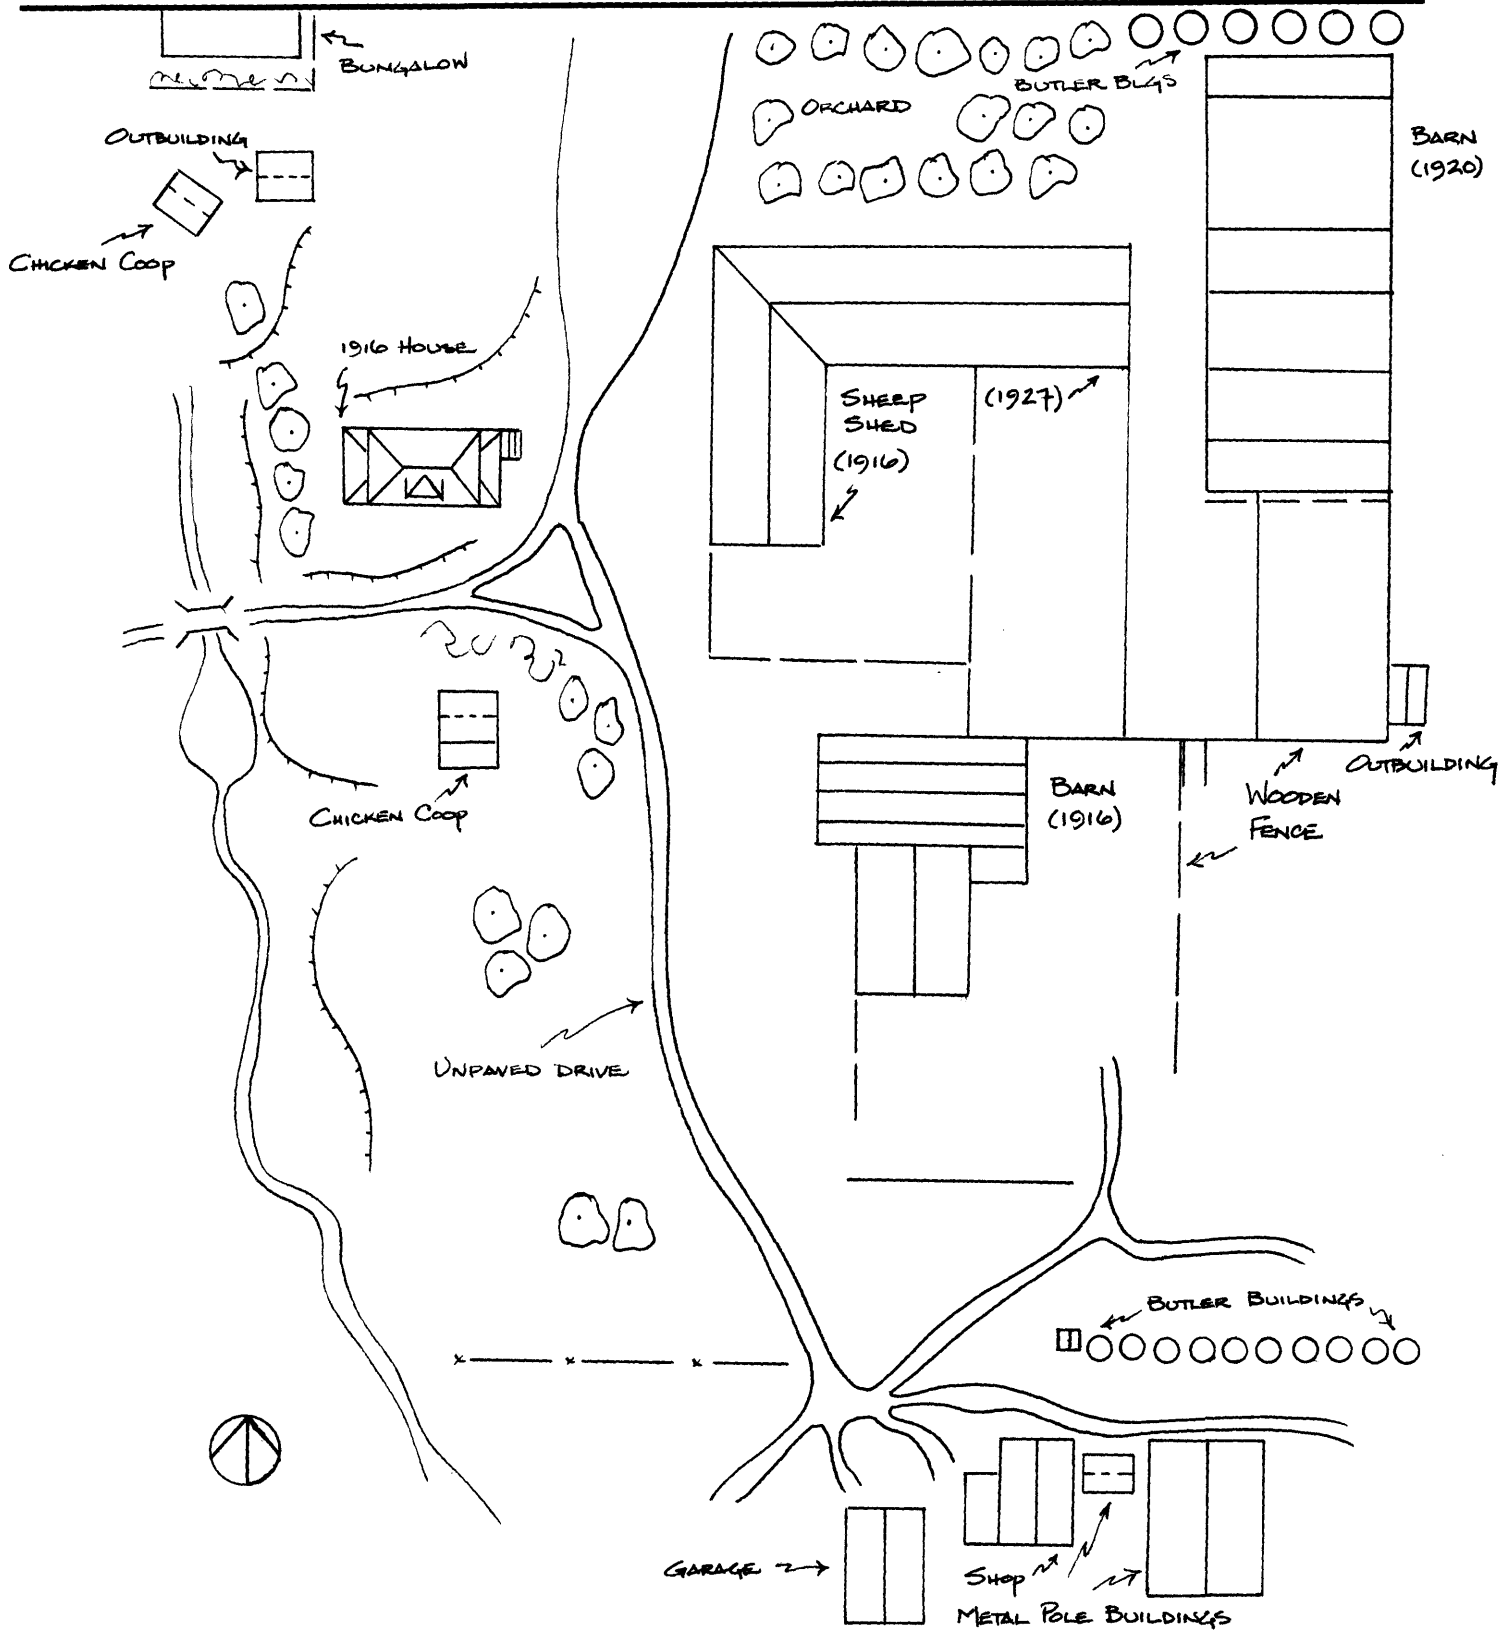 BUNGALOW
BUTLER BLGS
ORCHARD
OUTBUILDING
BARN
(1920)
CHICKEN COOP
1916 HOUSE
SHEEP
SHED
(1916)
(1927)
OUTBUILDING
WOODEN
FENCE
BARN
(1916)
CHICKEN COOP
UNPAVED DRIVE
BUTLER BUILDINGS
GARAGE
SHOP
METAL POLE BUILDINGS